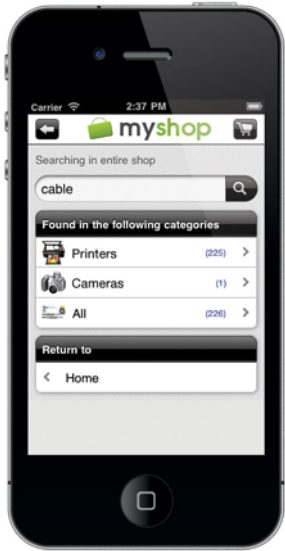 Carrier 2:37 PM
myshop
Searching in entire shop
cable
Found in the following categories
Printers (225)
Cameras (1)
All (226)
Return to
Home